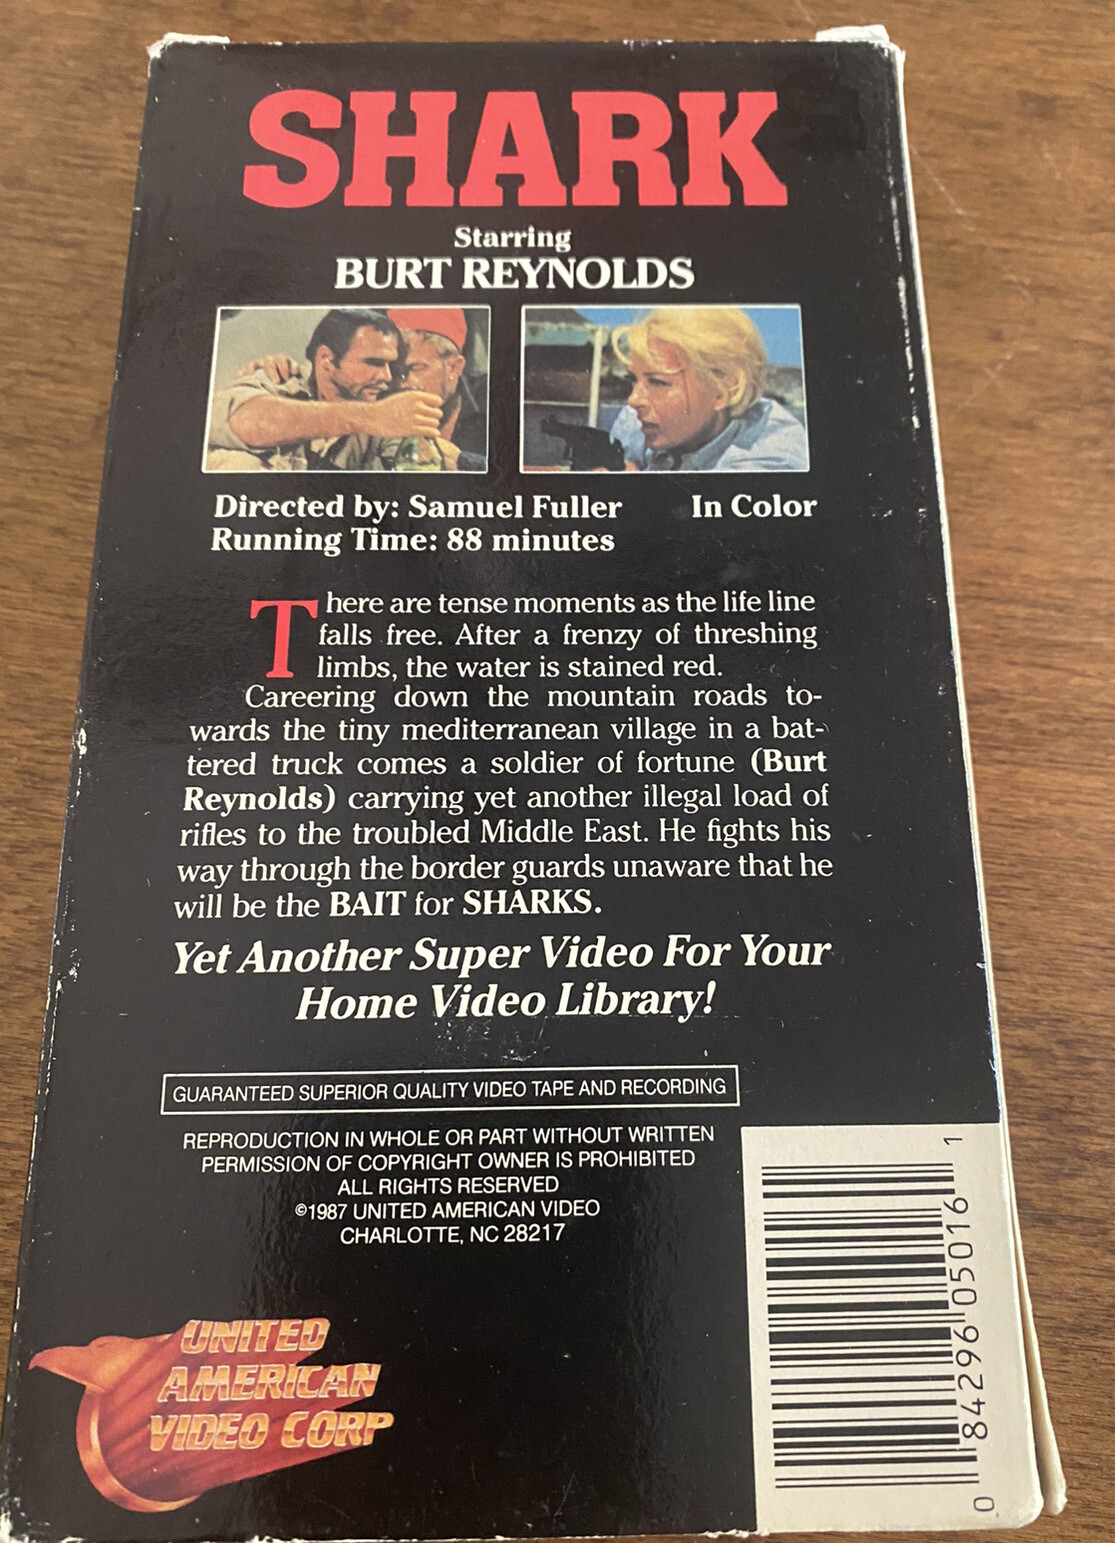 SHARK
Starring
BURT REYNOLDS
Directed by: Samuel Fuller In Color
Running Time: 88 minutes
There are tense moments as the life line
falls free. After a frenzy of threshing
limbs, the water is stained red.
Careering down the mountain roads to-
wards the tiny mediterranean village in a bat-
tered truck comes a soldier of fortune (Burt
Reynolds) carrying yet another illegal load of
rifles to the troubled Middle East. He fights his
way through the border guards unaware that he
will be the BAIT for SHARKS.
Yet Another Super Video For Your
Home Video Library!
GUARANTEED SUPERIOR QUALITY VIDEO TAPE AND RECORDING
REPRODUCTION IN WHOLE OR PART WITHOUT WRITTEN
PERMISSION OF COPYRIGHT OWNER IS PROHIBITED
ALL RIGHTS RESERVED
©1987 UNITED AMERICAN VIDEO
CHARLOTTE, NC 28217
UNITED
AMERICAN
VIDEO CORP
0 84296 05016 1